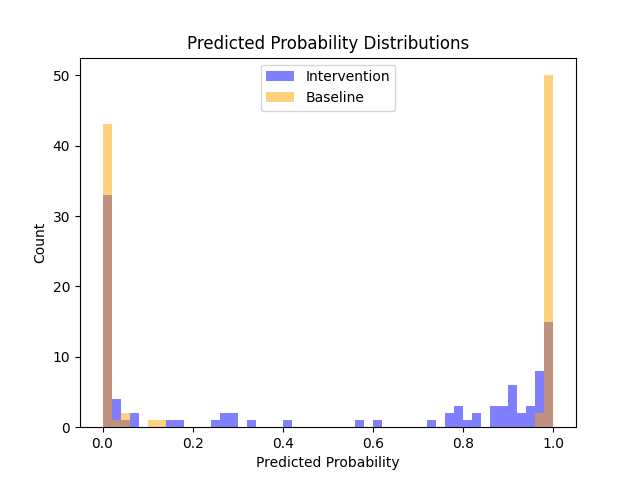 Predicted Probability Distributions
Intervention
Baseline
50
40
30
20
10
0
Count
0.0 0.2 0.4 0.6 0.8 1.0
Predicted Probability